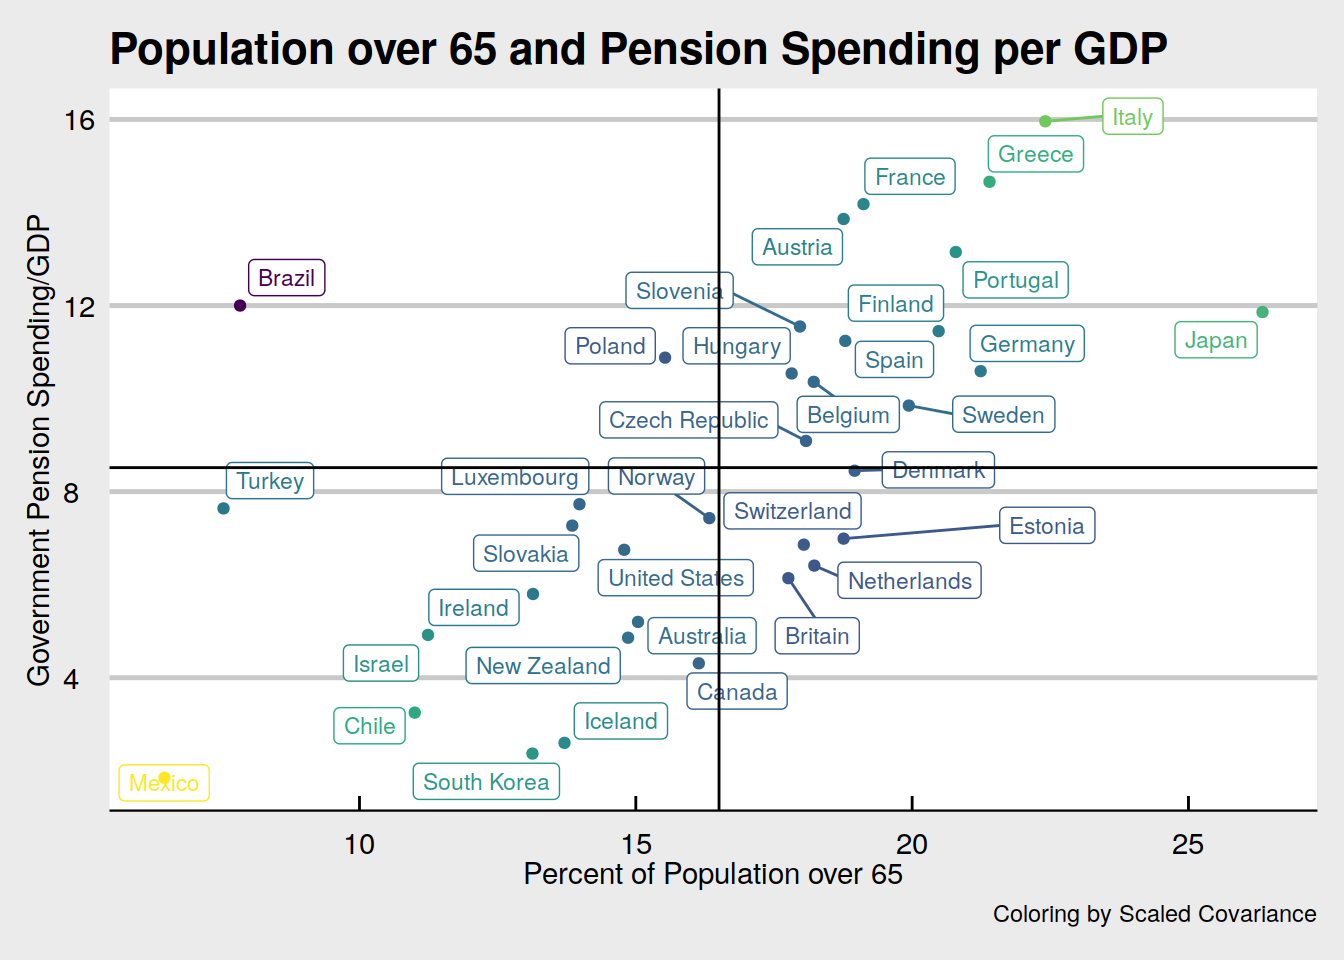 Population over 65 and Pension Spending per GDP
Government Pension Spending/GDP
16
12
8
4
Italy
Greece
France
Austria
Portugal
Brazil
Slovenia
Finland
Japan
Poland
Hungary
Spain
Germany
Czech Republic
Belgium
Sweden
Turkey
Luxembourg
Norway
Denmark
Switzerland
Estonia
Slovakia
United States
Netherlands
Ireland
Australia
Britain
Israel
New Zealand
Canada
Chile
Iceland
Mexico
South Korea
10
15
20
25
Percent of Population over 65
Coloring by Scaled Covariance